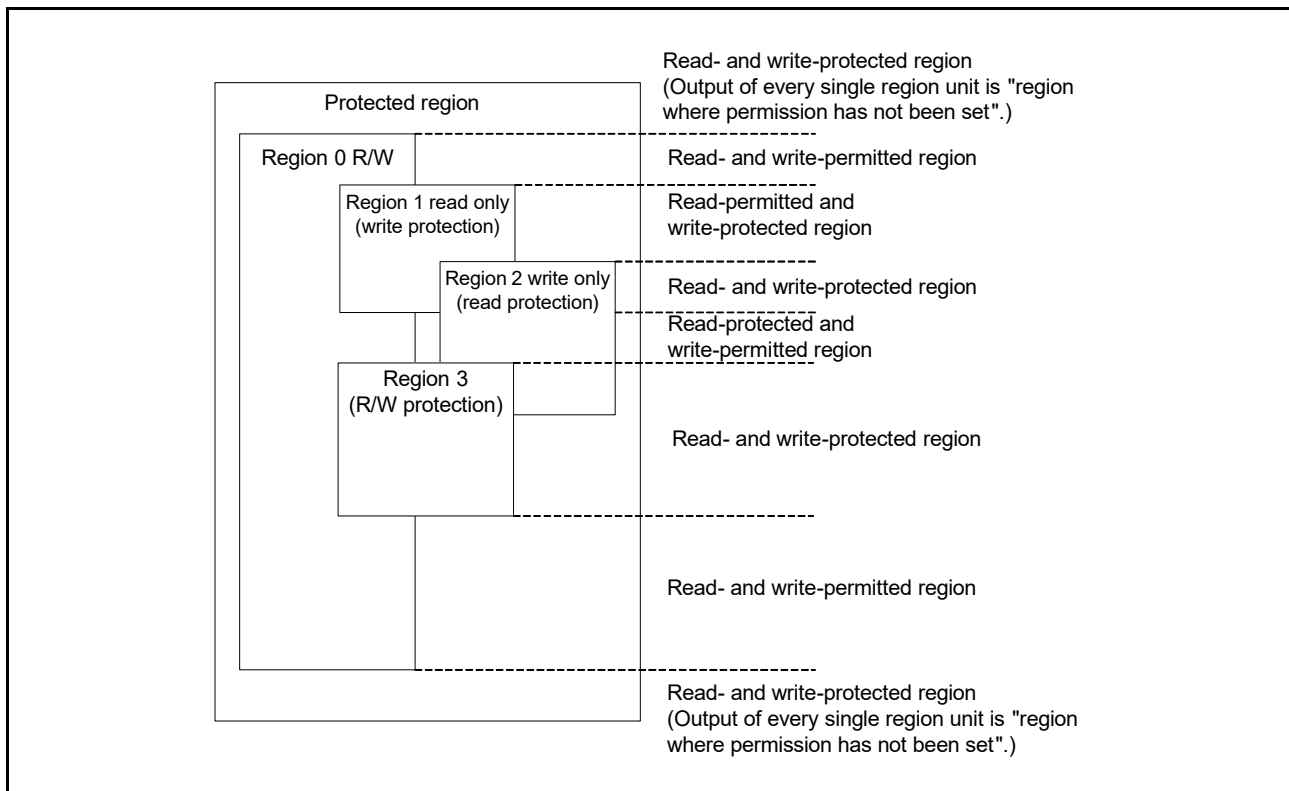 Read- and write-protected region
(Output of every single region unit is "region
where permission has not been set".)
Protected region
Region 0 R/W
Read- and write-permitted region
Region 1 read only
(write protection)
Read-permitted and
write-protected region
Region 2 write only
(read protection)
Read- and write-protected region
Read-protected and
write-permitted region
Region 3
(R/W protection)
Read- and write-protected region
Read- and write-permitted region
Read- and write-protected region
(Output of every single region unit is "region
where permission has not been set".)